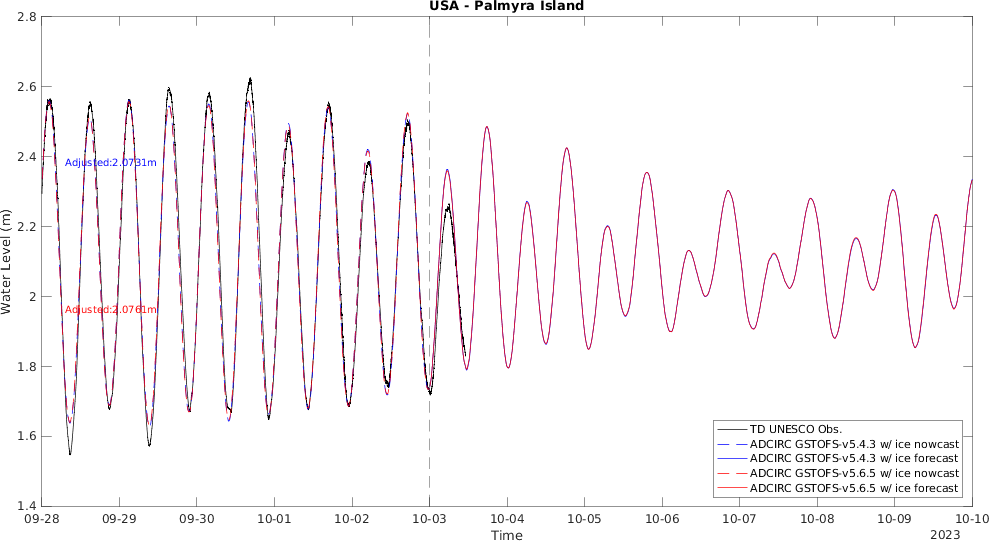 USA - Palmyra Island
2.8
2.6
2.4
2.2
2
1.8
1.6
1.4
Water Level (m)
Adjusted:2.0731m
Adjusted:2.0761m
TD UNESCO Obs.
ADCIRC GSTOFS-v5.4.3 w/ ice nowcast
ADCIRC GSTOFS-v5.4.3 w/ ice forecast
ADCIRC GSTOFS-v5.6.5 w/ ice nowcast
ADCIRC GSTOFS-v5.6.5 w/ ice forecast
09-28 09-29 09-30 10-01 10-02 10-03 10-04 10-05 10-06 10-07 10-08 10-09 10-10
Time
2023